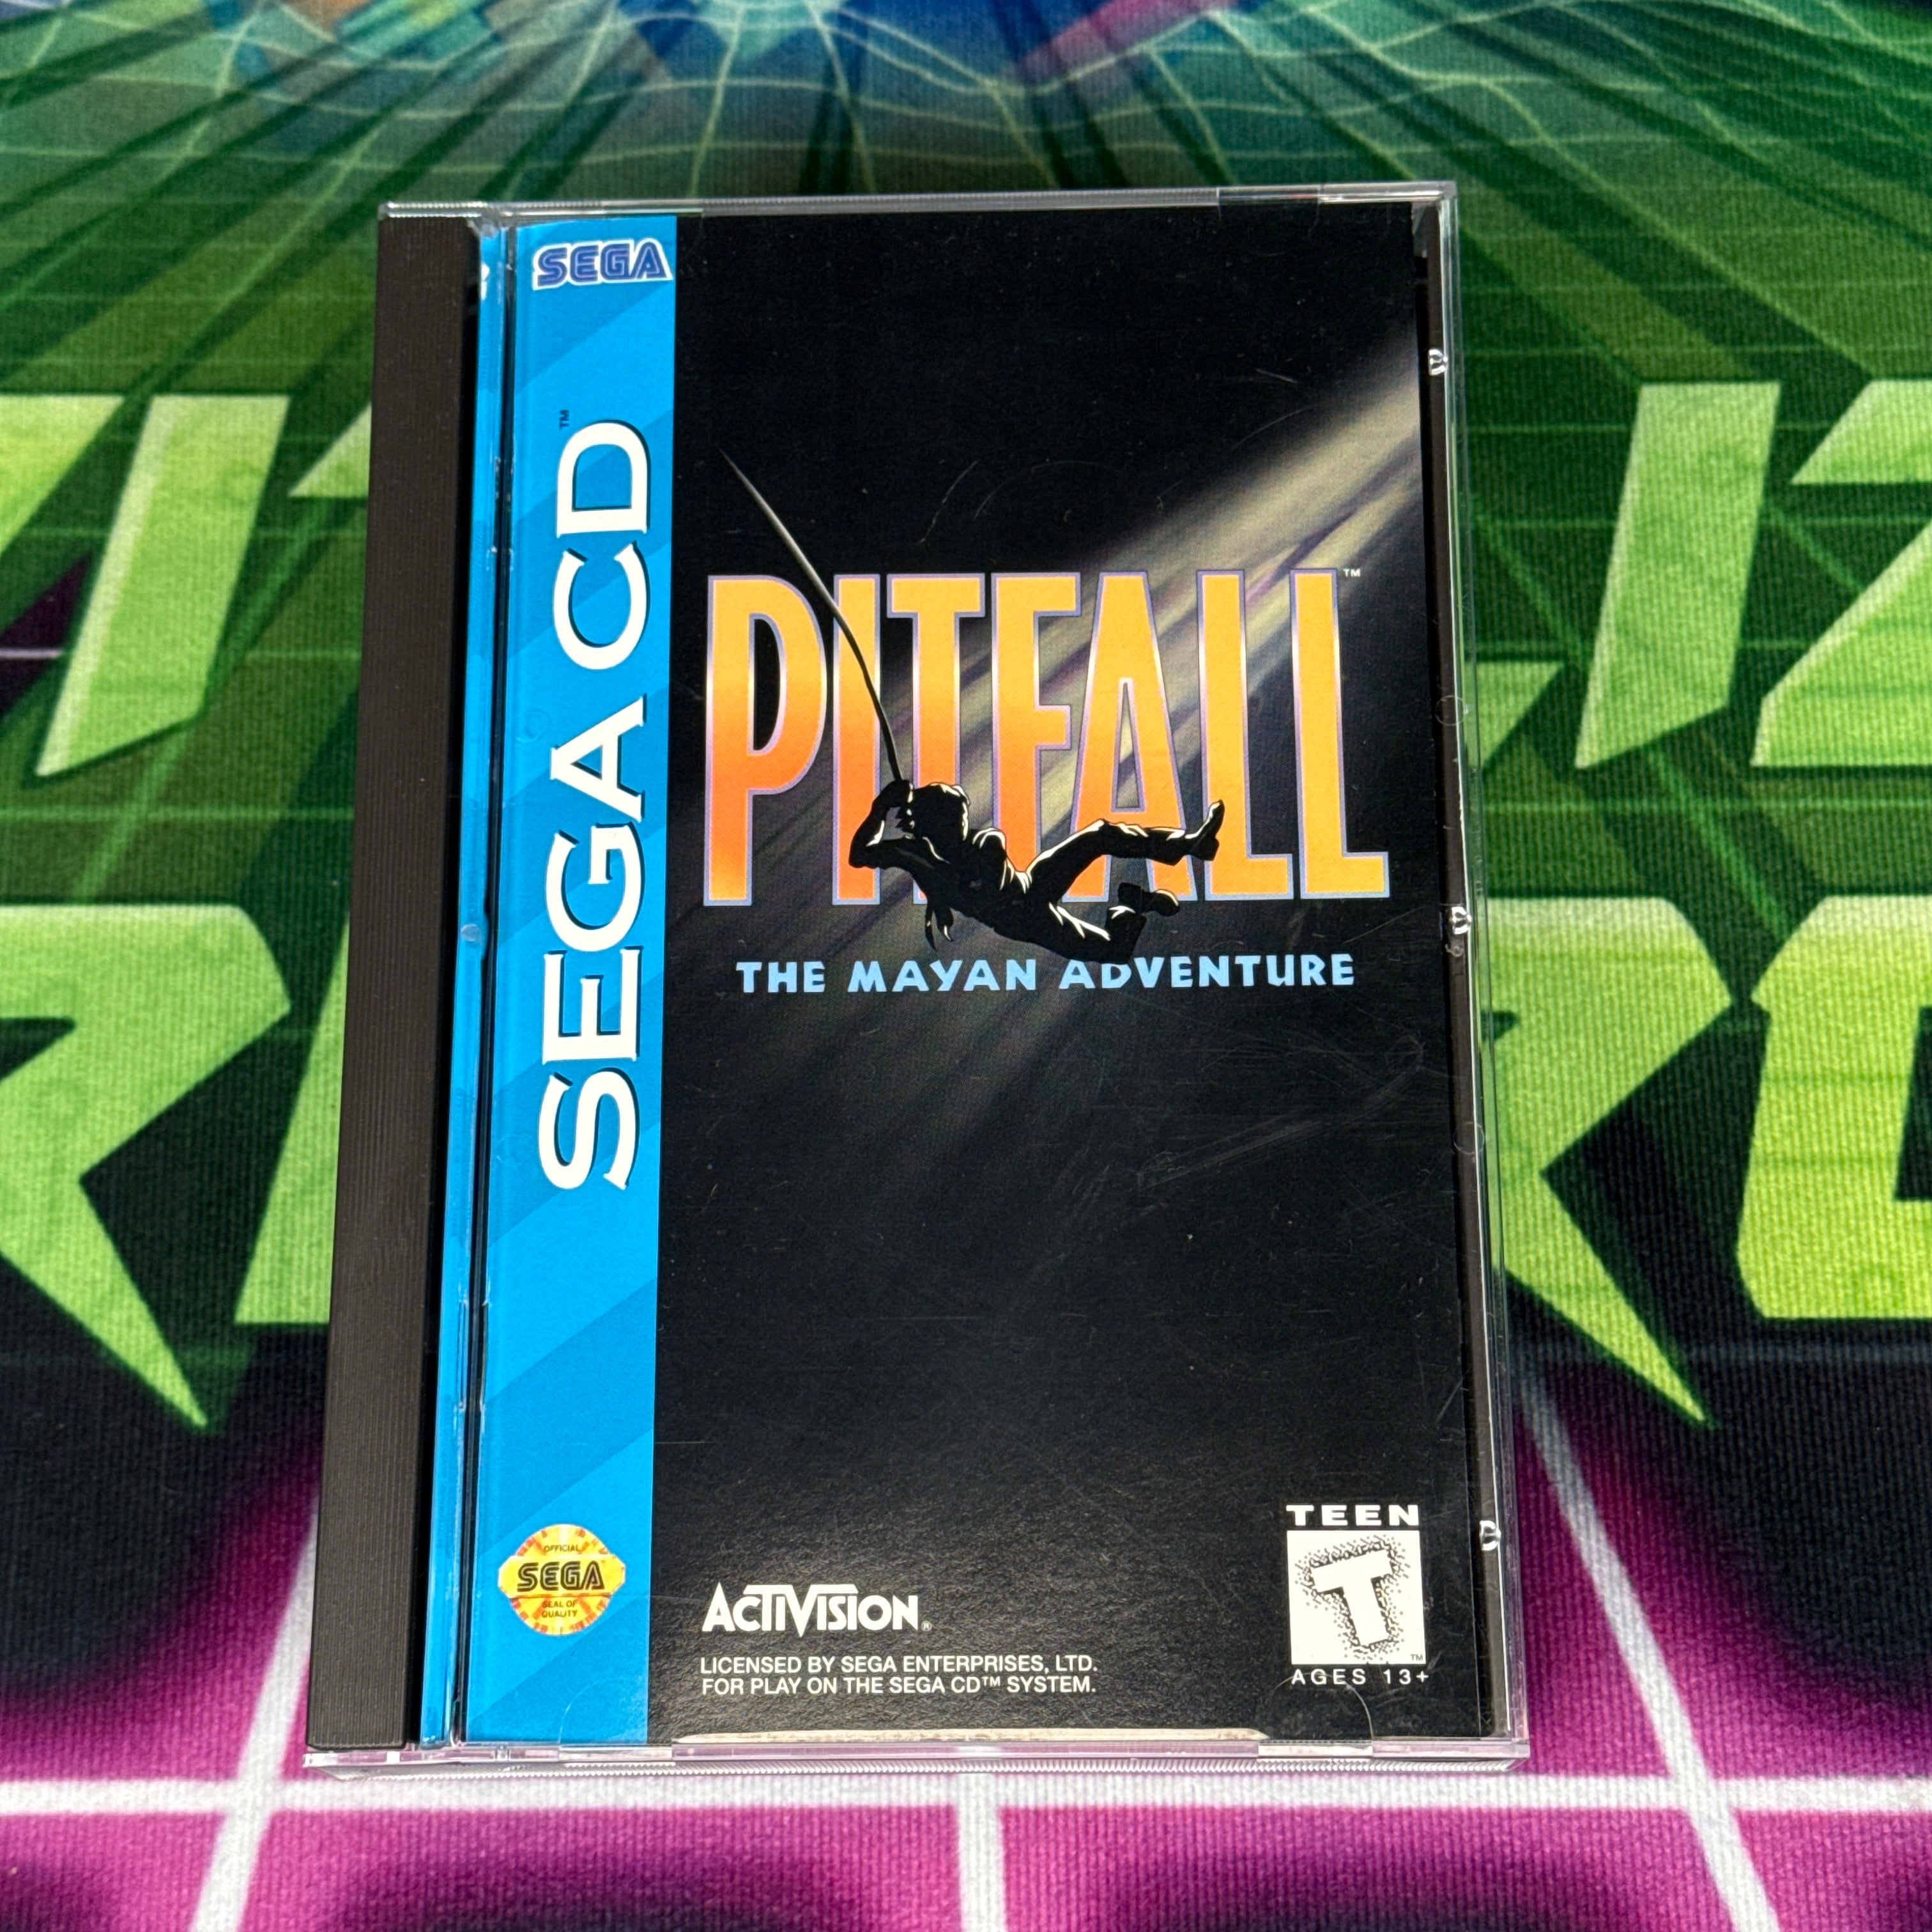 SEGA
SEGA CD™
PITFALL™
THE MAYAN ADVENTURE
OFFICIAL
SEGA
SEAL OF
QUALITY
ACTIVISION®
LICENSED BY SEGA ENTERPRISES, LTD.
FOR PLAY ON THE SEGA CD™ SYSTEM.
TEEN
T™
AGES 13+